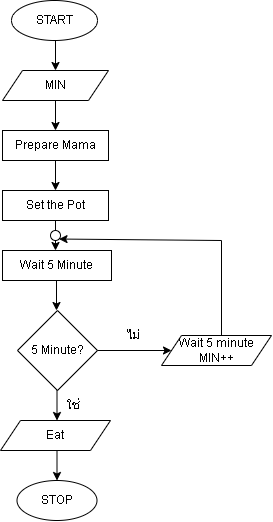 START
MIN
Prepare Mama
Set the Pot
Wait 5 Minute
5 Minute?
ไม่
Wait 5 minute
MIN++
ใช่
Eat
STOP